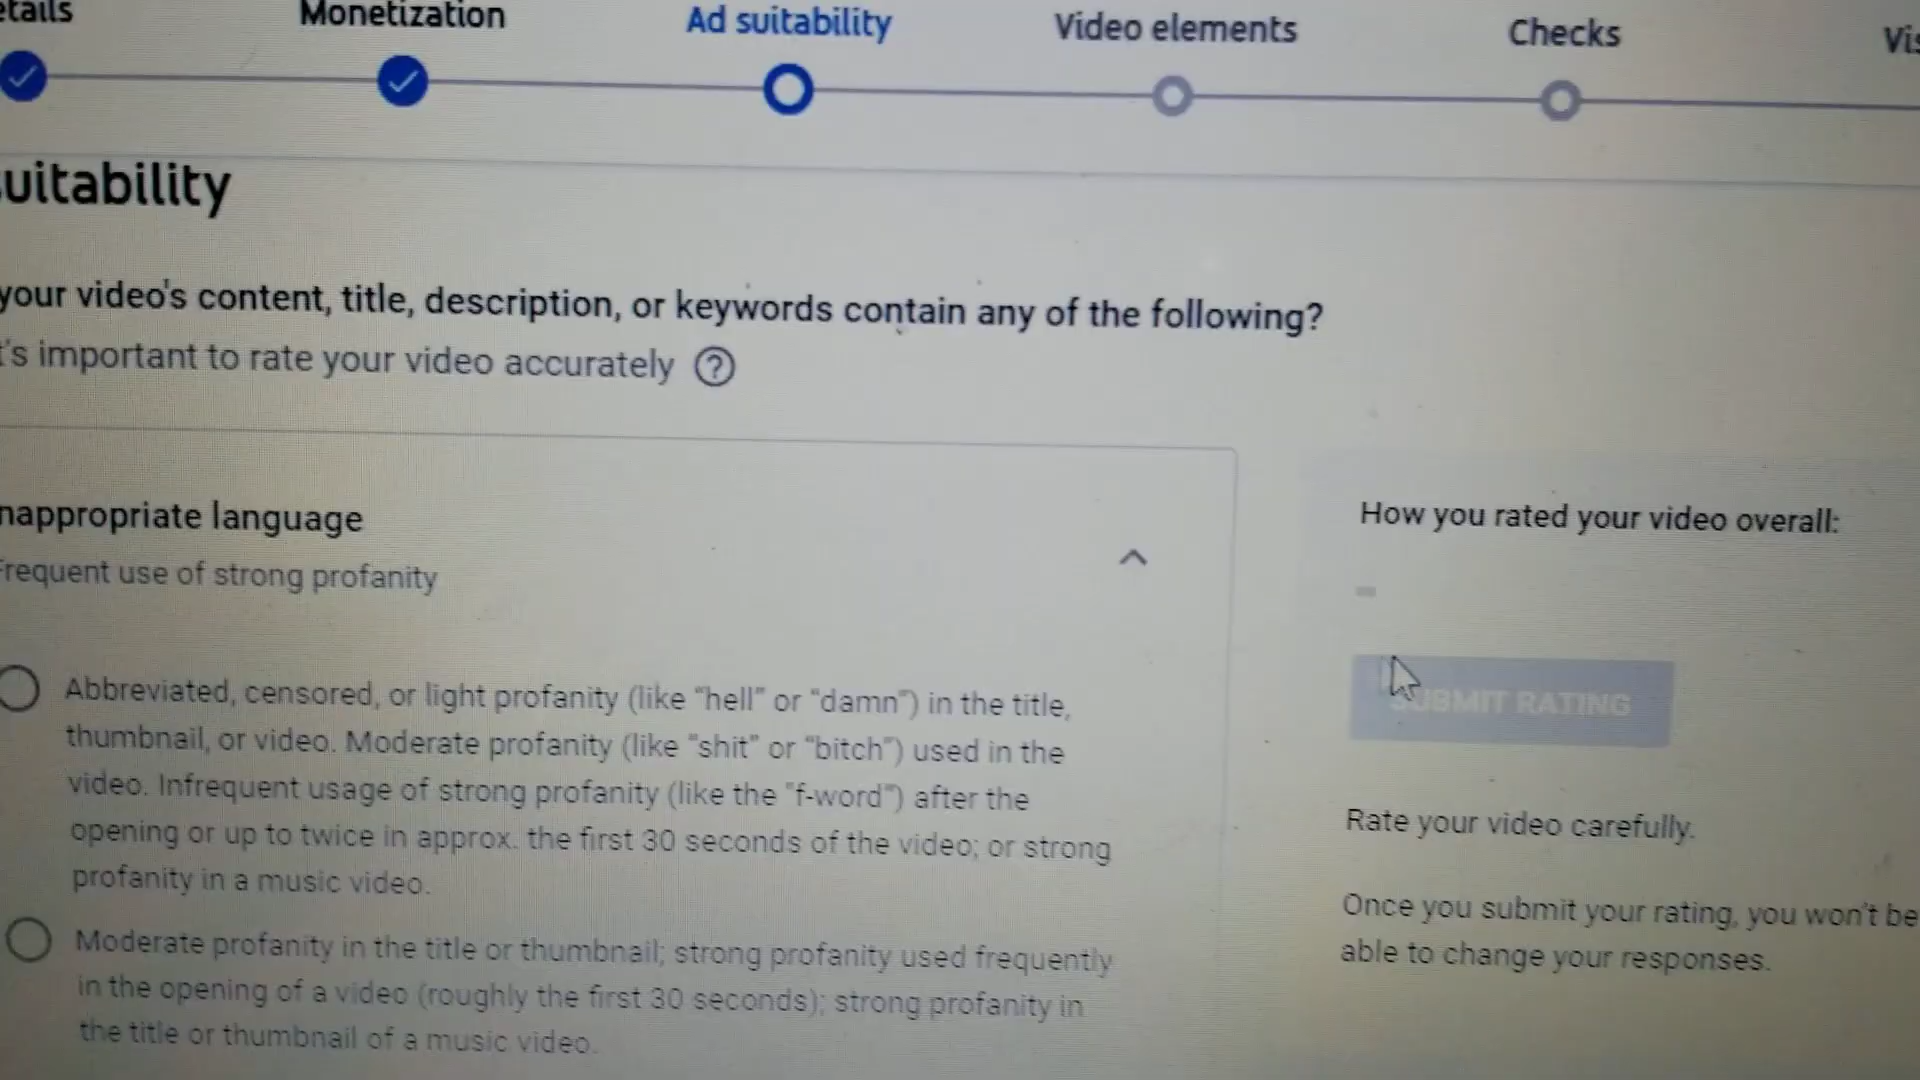 etails Monetization Ad suitability Video elements Checks Vis
uitability
your video's content, title, description, or keywords contain any of the following?
t's important to rate your video accurately ?
nappropriate language
Frequent use of strong profanity
Abbreviated, censored, or light profanity (like "hell" or "damn") in the title,
thumbnail, or video. Moderate profanity (like "shit" or "bitch") used in the
video. Infrequent usage of strong profanity (like the "f-word") after the
opening or up to twice in approx. the first 30 seconds of the video; or strong
profanity in a music video.
Moderate profanity in the title or thumbnail; strong profanity used frequently
in the opening of a video (roughly the first 30 seconds); strong profanity in
the title or thumbnail of a music video.
How you rated your video overall:
SUBMIT RATING
Rate your video carefully.
Once you submit your rating, you won't be
able to change your responses.